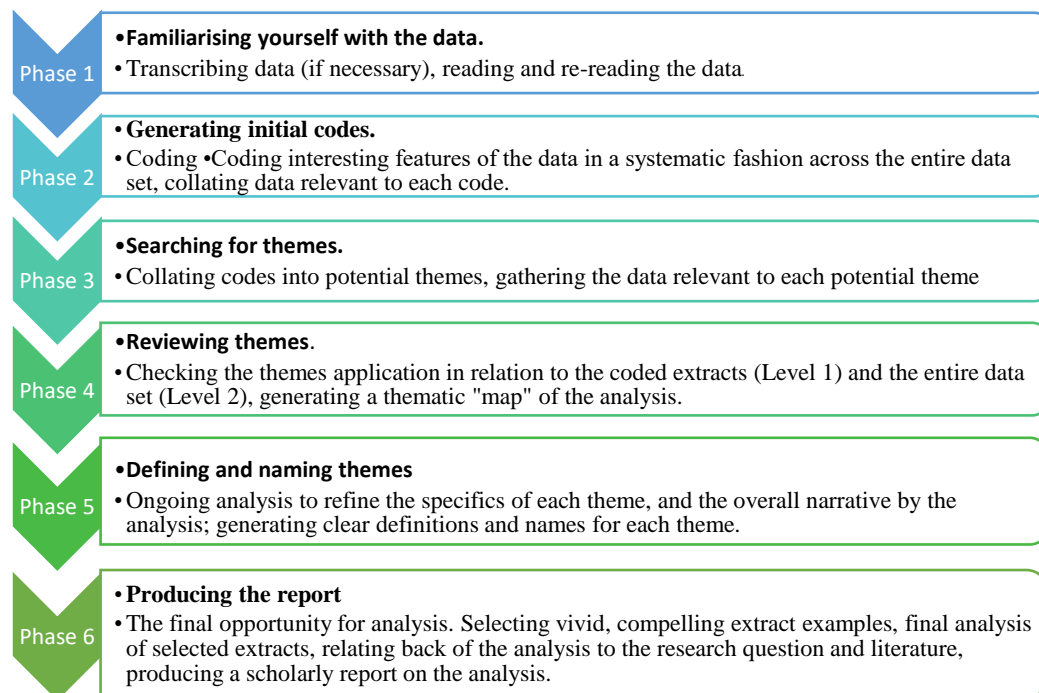 Phase 1
•Familiarising yourself with the data.
•Transcribing data (if necessary), reading and re-reading the data.
Phase 2
•Generating initial codes.
•Coding •Coding interesting features of the data in a systematic fashion across the entire data
set, collating data relevant to each code.
Phase 3
•Searching for themes.
•Collating codes into potential themes, gathering the data relevant to each potential theme
Phase 4
•Reviewing themes.
•Checking the themes application in relation to the coded extracts (Level 1) and the entire data
set (Level 2), generating a thematic "map" of the analysis.
Phase 5
•Defining and naming themes
•Ongoing analysis to refine the specifics of each theme, and the overall narrative by the
analysis; generating clear definitions and names for each theme.
Phase 6
•Producing the report
•The final opportunity for analysis. Selecting vivid, compelling extract examples, final analysis
of selected extracts, relating back of the analysis to the research question and literature,
producing a scholarly report on the analysis.